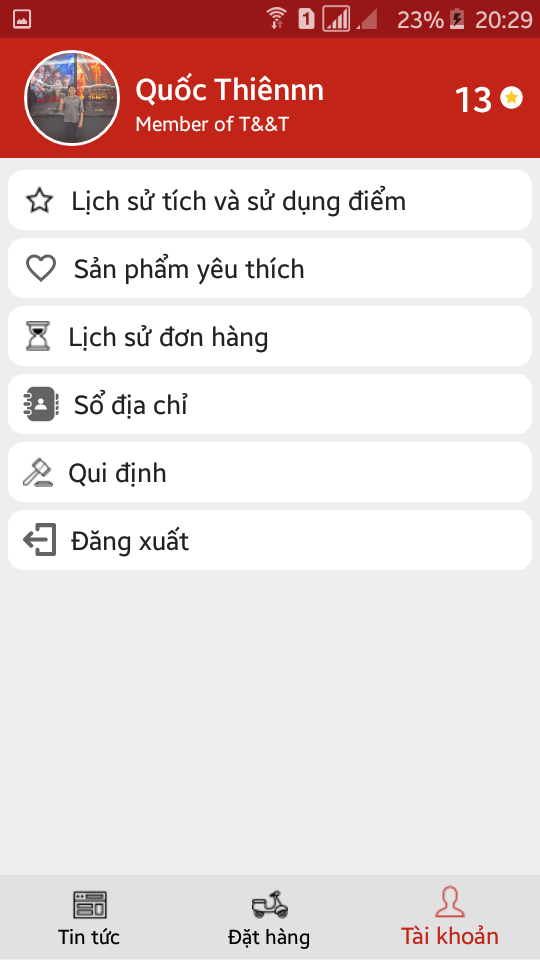 1 23% 20:29
Quốc Thiênnn
Member of T&&T
13
Lịch sử tích và sử dụng điểm
Sản phẩm yêu thích
Lịch sử đơn hàng
Sổ địa chỉ
Qui định
Đăng xuất
Tin tức
Đặt hàng
Tài khoản